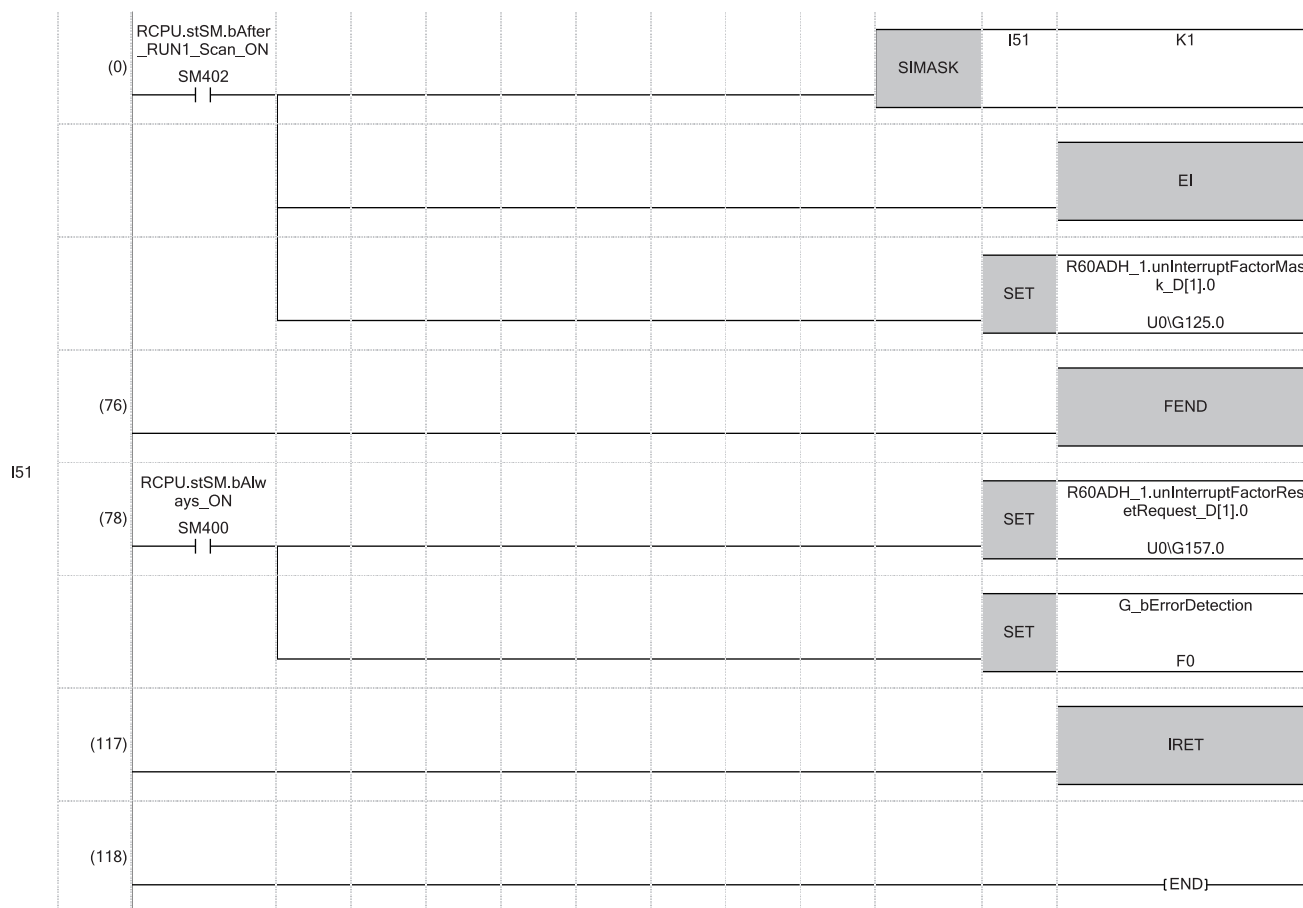 RCPU.stSM.bAfter
_RUN1_Scan_ON
I51
K1
(0)
SIMASK
SM402
EI
R60ADH_1.unInterruptFactorMas
k_D[1].0
SET
U0\G125.0
(76)
FEND
I51
RCPU.stSM.bAlw
ays_ON
R60ADH_1.unInterruptFactorRes
etRequest_D[1].0
(78)
SET
SM400
U0\G157.0
G_bErrorDetection
SET
F0
(117)
IRET
(118)
{END}